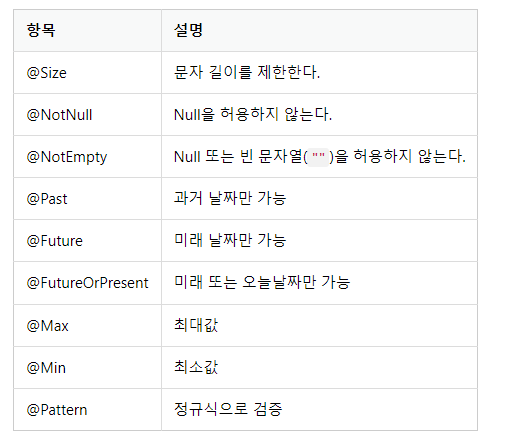 항목 설명
@Size 문자 길이를 제한한다.
@NotNull Null을 허용하지 않는다.
@NotEmpty Null 또는 빈 문자열("")을 허용하지 않는다.
@Past 과거 날짜만 가능
@Future 미래 날짜만 가능
@FutureOrPresent 미래 또는 오늘날짜만 가능
@Max 최대값
@Min 최소값
@Pattern 정규식으로 검증